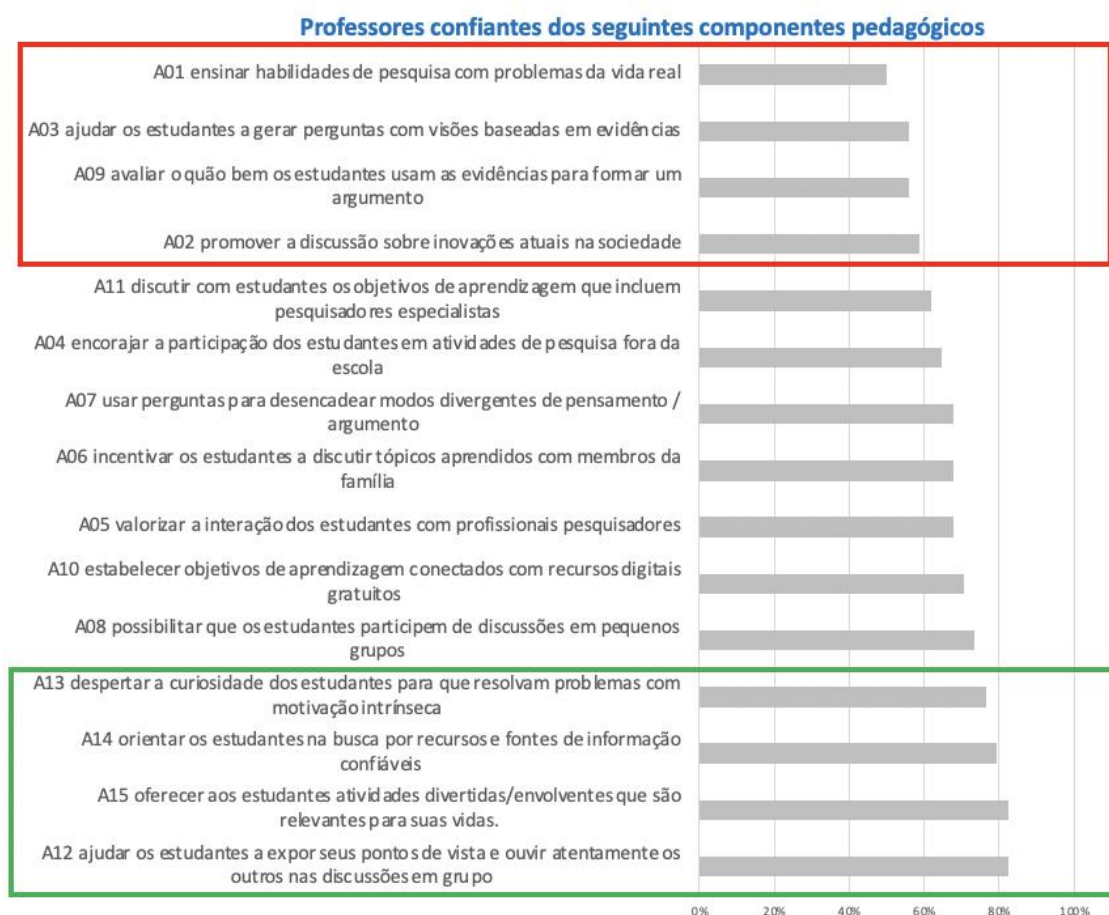 Professores confiantes dos seguintes componentes pedagógicos
A01 ensinar habilidades de pesquisa com problemas da vida real
A03 ajudar os estudantes a gerar perguntas com visões baseadas em evidências
A09 avaliar o quão bem os estudantes usam as evidências para formar um
argumento
A02 promover a discussão sobre inovações atuais na sociedade
A11 discutir com estudantes os objetivos de aprendizagem que incluem
pesquisadores especialistas
A04 encorajar a participação dos estudantes em atividades de pesquisa fora da
escola
A07 usar perguntas para desencadear modos divergentes de pensamento /
argumento
A06 incentivar os estudantes a discutir tópicos aprendidos com membros da
família
A05 valorizar a interação dos estudantes com profissionais pesquisadores
A10 estabelecer objetivos de aprendizagem conectados com recursos digitais
gratuitos
A08 possibilitar que os estudantes participem de discussões em pequenos
grupos
A13 despertar a curiosidade dos estudantes para que resolvam problemas com
motivação intrínseca
A14 orientar os estudantes na busca por recursos e fontes de informação
confiáveis
A15 oferecer aos estudantes atividades divertidas/envolventes que são
relevantes para suas vidas.
A12 ajudar os estudantes a expor seus pontos de vista e ouvir atentamente os
outros nas discussões em grupo
0% 20% 40% 60% 80% 100%